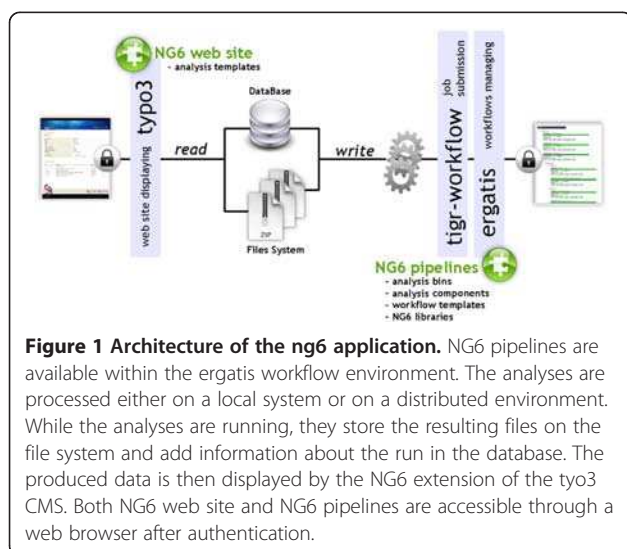 NG6 web site
- analysis templates
web site displaying typo3
read
DataBase
ZIP
Files System
write
tigr-workflow job submission
ergatis workflows managing
NG6 pipelines
- analysis bins
- analysis components
- workflow templates
- NG6 libraries
Figure 1 Architecture of the ng6 application. NG6 pipelines are
available within the ergatis workflow environment. The analyses are
processed either on a local system or on a distributed environment.
While the analyses are running, they store the resulting files on the
file system and add information about the run in the database. The
produced data is then displayed by the NG6 extension of the tyo3
CMS. Both NG6 web site and NG6 pipelines are accessible through a
web browser after authentication.